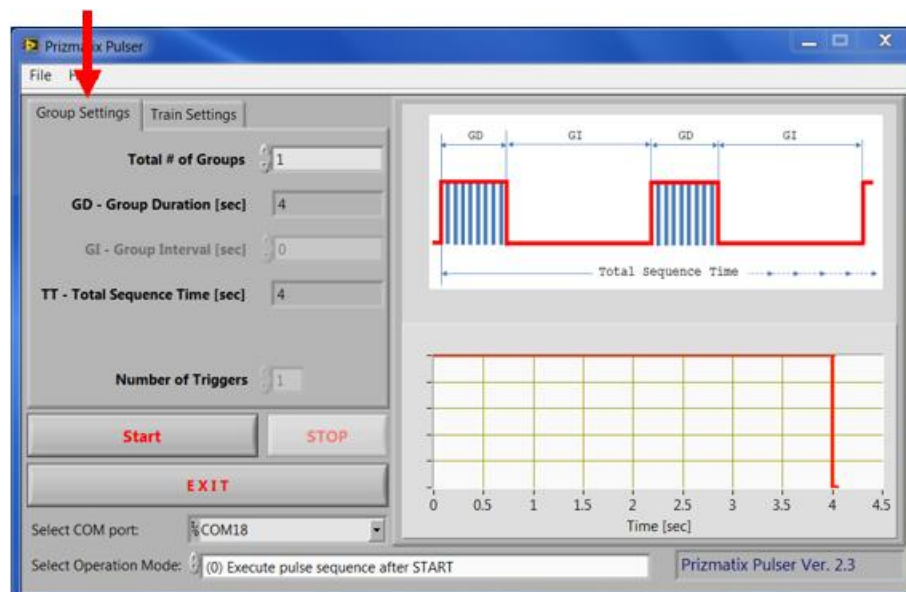 Prizmatix Pulser
File
Group Settings
Train Settings
Total # of Groups 1
GD - Group Duration [sec] 4
GI - Group Interval [sec] 0
TT - Total Sequence Time [sec] 4
Number of Triggers 1
Start
STOP
EXIT
Select COM port: COM18
Select Operation Mode: (0) Execute pulse sequence after START
GD GI GD GI
Total Sequence Time
0 0.5 1 1.5 2 2.5 3 3.5 4 4.5
Time [sec]
Prizmatix Pulser Ver. 2.3